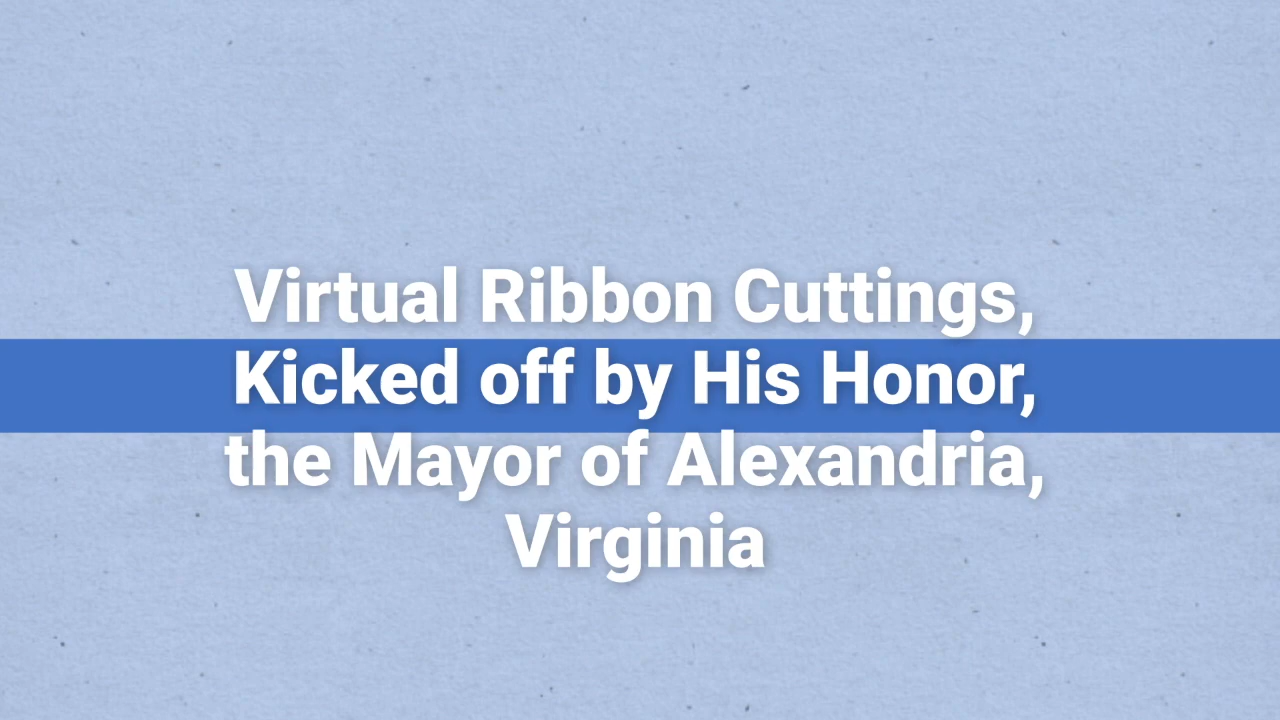 Virtual Ribbon Cuttings,
Kicked off by His Honor,
the Mayor of Alexandria,
Virginia